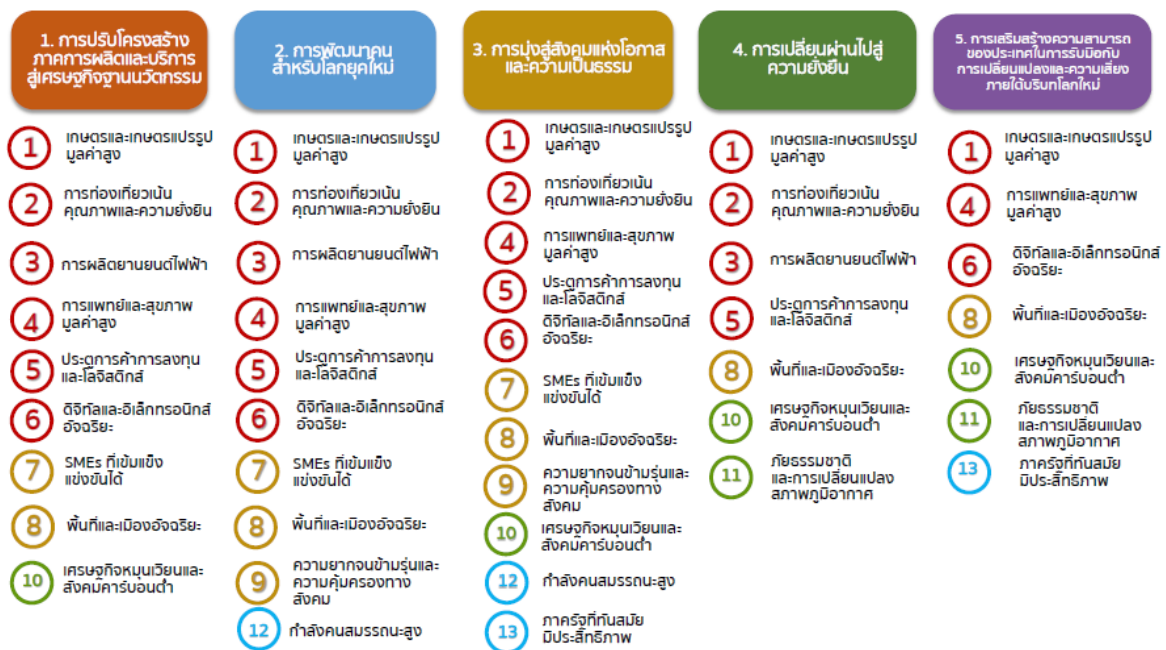 1. การปรับโครงสร้าง
ภาคการผลิตและบริการ
สู่เศรษฐกิจฐานนวัตกรรม
1
เกษตรและเกษตรแปรรูป
มูลค่าสูง
2
การท่องเที่ยวเน้น
คุณภาพและความยั่งยืน
3
การผลิตยานยนต์ไฟฟ้า
4
การแพทย์และสุขภาพ
มูลค่าสูง
5
ประตูการค้าการลงทุน
และโลจิสติกส์
6
ดิจิทัลและอิเล็กทรอนิกส์
อัจฉริยะ
7
SMEs ที่เข้มแข็ง
แข่งขันได้
8
พื้นที่และเมืองอัจฉริยะ
10
เศรษฐกิจหมุนเวียนและ
สังคมคาร์บอนต่ำ
2. การพัฒนาคน
สำหรับโลกยุคใหม่
1
เกษตรและเกษตรแปรรูป
มูลค่าสูง
2
การท่องเที่ยวเน้น
คุณภาพและความยั่งยืน
3
การผลิตยานยนต์ไฟฟ้า
4
การแพทย์และสุขภาพ
มูลค่าสูง
5
ประตูการค้าการลงทุน
และโลจิสติกส์
6
ดิจิทัลและอิเล็กทรอนิกส์
อัจฉริยะ
7
SMEs ที่เข้มแข็ง
แข่งขันได้
8
พื้นที่และเมืองอัจฉริยะ
9
ความยากจนข้ามรุ่นและ
ความคุ้มครองทาง
สังคม
12
กำลังคนสมรรถนะสูง
3. การมุ่งสู่สังคมแห่งโอกาส
และความเป็นธรรม
1
เกษตรและเกษตรแปรรูป
มูลค่าสูง
2
การท่องเที่ยวเน้น
คุณภาพและความยั่งยืน
4
การแพทย์และสุขภาพ
มูลค่าสูง
5
ประตูการค้าการลงทุน
และโลจิสติกส์
6
ดิจิทัลและอิเล็กทรอนิกส์
อัจฉริยะ
7
SMEs ที่เข้มแข็ง
แข่งขันได้
8
พื้นที่และเมืองอัจฉริยะ
9
ความยากจนข้ามรุ่นและ
ความคุ้มครองทาง
สังคม
10
เศรษฐกิจหมุนเวียนและ
สังคมคาร์บอนต่ำ
12
กำลังคนสมรรถนะสูง
13
ภาครัฐที่ทันสมัย
มีประสิทธิภาพ
4. การเปลี่ยนผ่านไปสู่
ความยั่งยืน
1
เกษตรและเกษตรแปรรูป
มูลค่าสูง
2
การท่องเที่ยวเน้น
คุณภาพและความยั่งยืน
3
การผลิตยานยนต์ไฟฟ้า
5
ประตูการค้าการลงทุน
และโลจิสติกส์
8
พื้นที่และเมืองอัจฉริยะ
10
เศรษฐกิจหมุนเวียนและ
สังคมคาร์บอนต่ำ
11
ภัยธรรมชาติ
และการเปลี่ยนแปลง
สภาพภูมิอากาศ
5. การเสริมสร้างความสามารถ
ของประเทศในการรับมือกับ
การเปลี่ยนแปลงและความเสี่ยง
ภายใต้บริบทโลกใหม่
1
เกษตรและเกษตรแปรรูป
มูลค่าสูง
4
การแพทย์และสุขภาพ
มูลค่าสูง
6
ดิจิทัลและอิเล็กทรอนิกส์
อัจฉริยะ
8
พื้นที่และเมืองอัจฉริยะ
10
เศรษฐกิจหมุนเวียนและ
สังคมคาร์บอนต่ำ
11
ภัยธรรมชาติ
และการเปลี่ยนแปลง
สภาพภูมิอากาศ
13
ภาครัฐที่ทันสมัย
มีประสิทธิภาพ